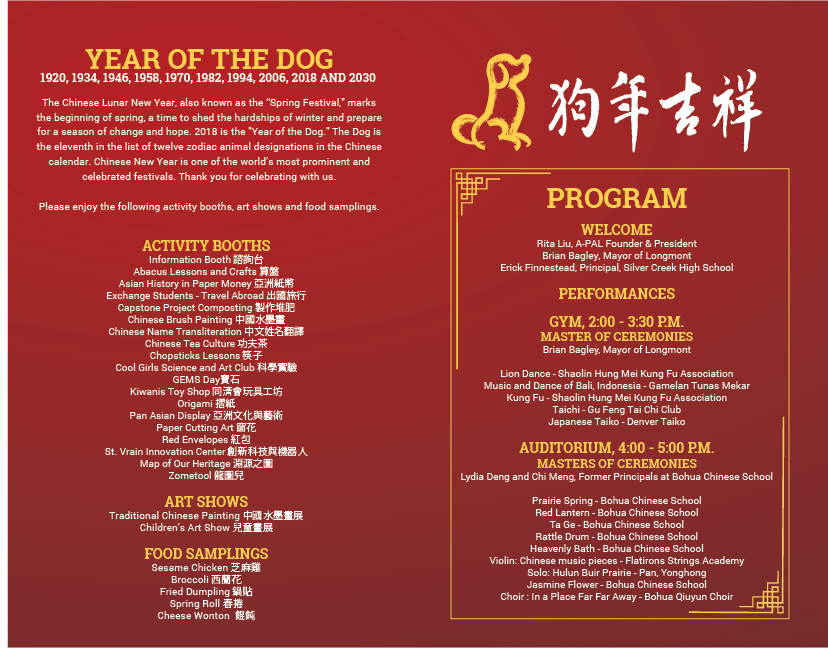 YEAR OF THE DOG
1920, 1934, 1946, 1958, 1970, 1982, 1994, 2006, 2018 AND 2030
The Chinese Lunar New Year, also known as the "Spring Festival," marks
the beginning of spring, a time to shed the hardships of winter and prepare
for a season of change and hope. 2018 is the "Year of the Dog." The Dog is
the eleventh in the list of twelve zodiac animal designations in the Chinese
calendar. Chinese New Year is one of the world's most prominent and
celebrated festivals. Thank you for celebrating with us.
Please enjoy the following activity booths, art shows and food samplings.
ACTIVITY BOOTHS
Information Booth 諮詢台
Abacus Lessons and Crafts 算盤
Asian History in Paper Money 亞洲紙幣
Exchange Students - Travel Abroad 出國旅行
Capstone Project Composting 製作堆肥
Chinese Brush Painting 中國水墨畫
Chinese Name Transliteration 中文姓名翻譯
Chinese Tea Culture 功夫茶
Chopsticks Lessons 筷子
Cool Girls Science and Art Club 科學實驗
GEMS Day寶石
Kiwanis Toy Shop 同濟會玩具工坊
Origami 摺紙
Pan Asian Display 亞洲文化與藝術
Paper Cutting Art 窗花
Red Envelopes 紅包
St. Vrain Innovation Center 創新科技與機器人
Map of Our Heritage 淵源之圖
Zometool 龍圖兒
ART SHOWS
Traditional Chinese Painting 中國水墨畫展
Children's Art Show 兒童畫展
FOOD SAMPLINGS
Sesame Chicken 芝麻雞
Broccoli 西蘭花
Fried Dumpling 鍋貼
Spring Roll 春捲
Cheese Wonton 餛飩
狗年吉祥
PROGRAM
WELCOME
Rita Liu, A-PAL Founder & President
Brian Bagley, Mayor of Longmont
Erick Finnestead, Principal, Silver Creek High School
PERFORMANCES
GYM, 2:00 - 3:30 P.M.
MASTER OF CEREMONIES
Brian Bagley, Mayor of Longmont
Lion Dance - Shaolin Hung Mei Kung Fu Association
Music and Dance of Bali, Indonesia - Gamelan Tunas Mekar
Kung Fu - Shaolin Hung Mei Kung Fu Association
Taichi - Gu Feng Tai Chi Club
Japanese Taiko - Denver Taiko
AUDITORIUM, 4:00 - 5:00 P.M.
MASTERS OF CEREMONIES
Lydia Deng and Chi Meng, Former Principals at Bohua Chinese School
Prairie Spring - Bohua Chinese School
Red Lantern - Bohua Chinese School
Ta Ge - Bohua Chinese School
Rattle Drum - Bohua Chinese School
Heavenly Bath - Bohua Chinese School
Violin: Chinese music pieces - Flatirons Strings Academy
Solo: Hulun Buir Prairie - Pan, Yonghong
Jasmine Flower - Bohua Chinese School
Choir : In a Place Far Far Away - Bohua Qiuyun Choir